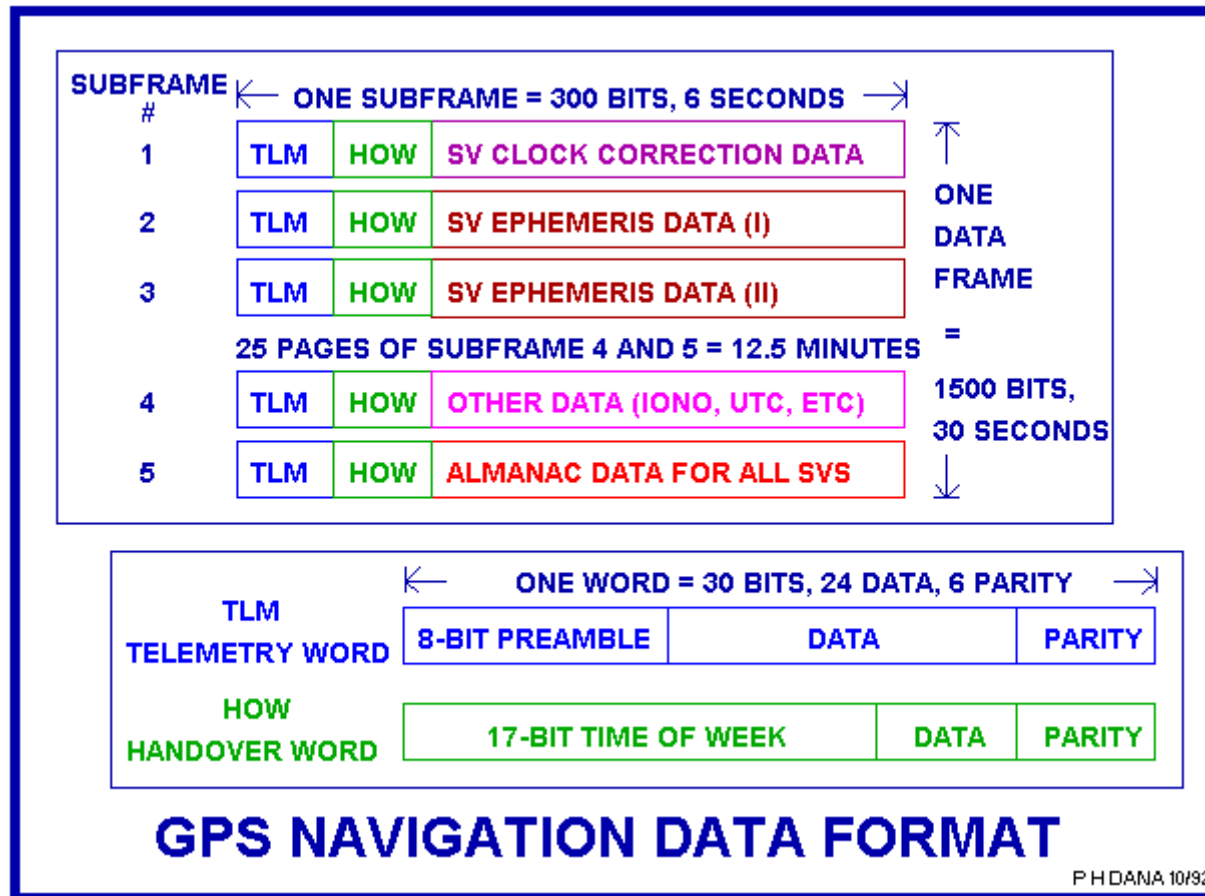 SUBFRAME
#
ONE SUBFRAME = 300 BITS, 6 SECONDS
1 TLM HOW SV CLOCK CORRECTION DATA
2 TLM HOW SV EPHEMERIS DATA (I)
3 TLM HOW SV EPHEMERIS DATA (II)
25 PAGES OF SUBFRAME 4 AND 5 = 12.5 MINUTES
4 TLM HOW OTHER DATA (IONO, UTC, ETC)
5 TLM HOW ALMANAC DATA FOR ALL SVS
ONE
DATA
FRAME
=
1500 BITS,
30 SECONDS
ONE WORD = 30 BITS, 24 DATA, 6 PARITY
TLM
TELEMETRY WORD
8-BIT PREAMBLE DATA PARITY
HOW
HANDOVER WORD
17-BIT TIME OF WEEK DATA PARITY
GPS NAVIGATION DATA FORMAT
P H DANA 10/92